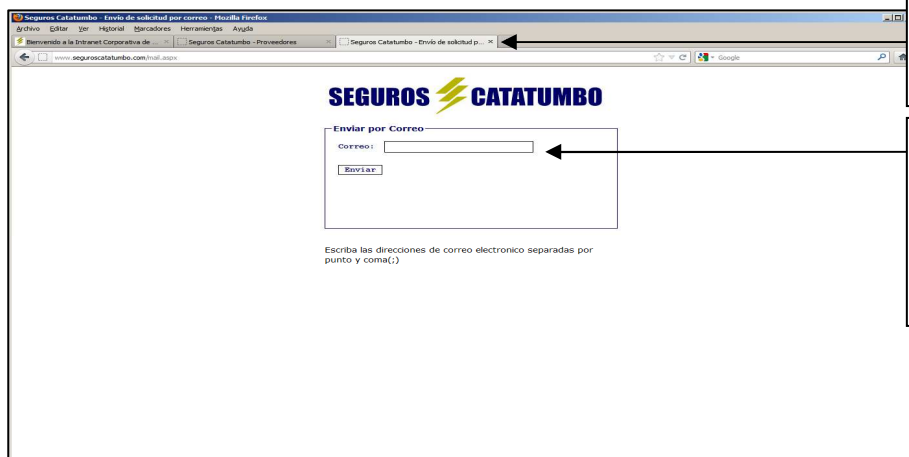 Seguros Catatumbo - Envio de solicitud por correo - Mozilla Firefox
Archivo Editar Ver Historial Marcadores Herramientas Ayuda
Bienvenido a la Intranet Corporativa de ... × Seguros Catatumbo - Proveedores × Seguros Catatumbo - Envio de solicitud p... ×
www.seguroscatatumbo.com/mail.aspx Google
SEGUROS CATATUMBO
Enviar por Correo
Correo:
Enviar
Escriba las direcciones de correo electronico separadas por
punto y coma(;)